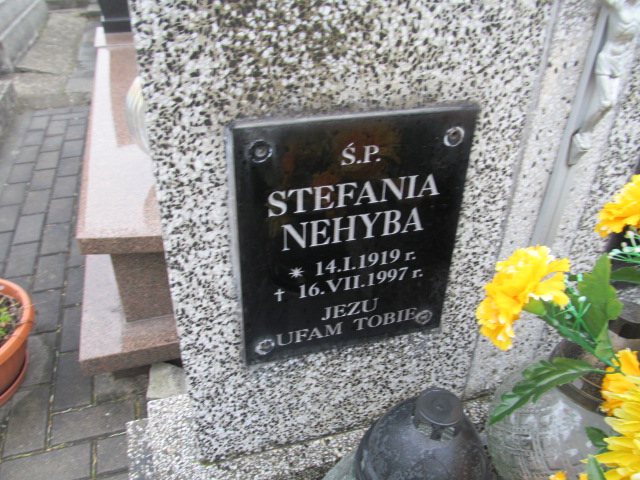 Ś.P.
STEFANIA
NEHYBA
* 14.I.1919 r.
† 16.VII.1997 r.
JEZU
UFAM TOBIE